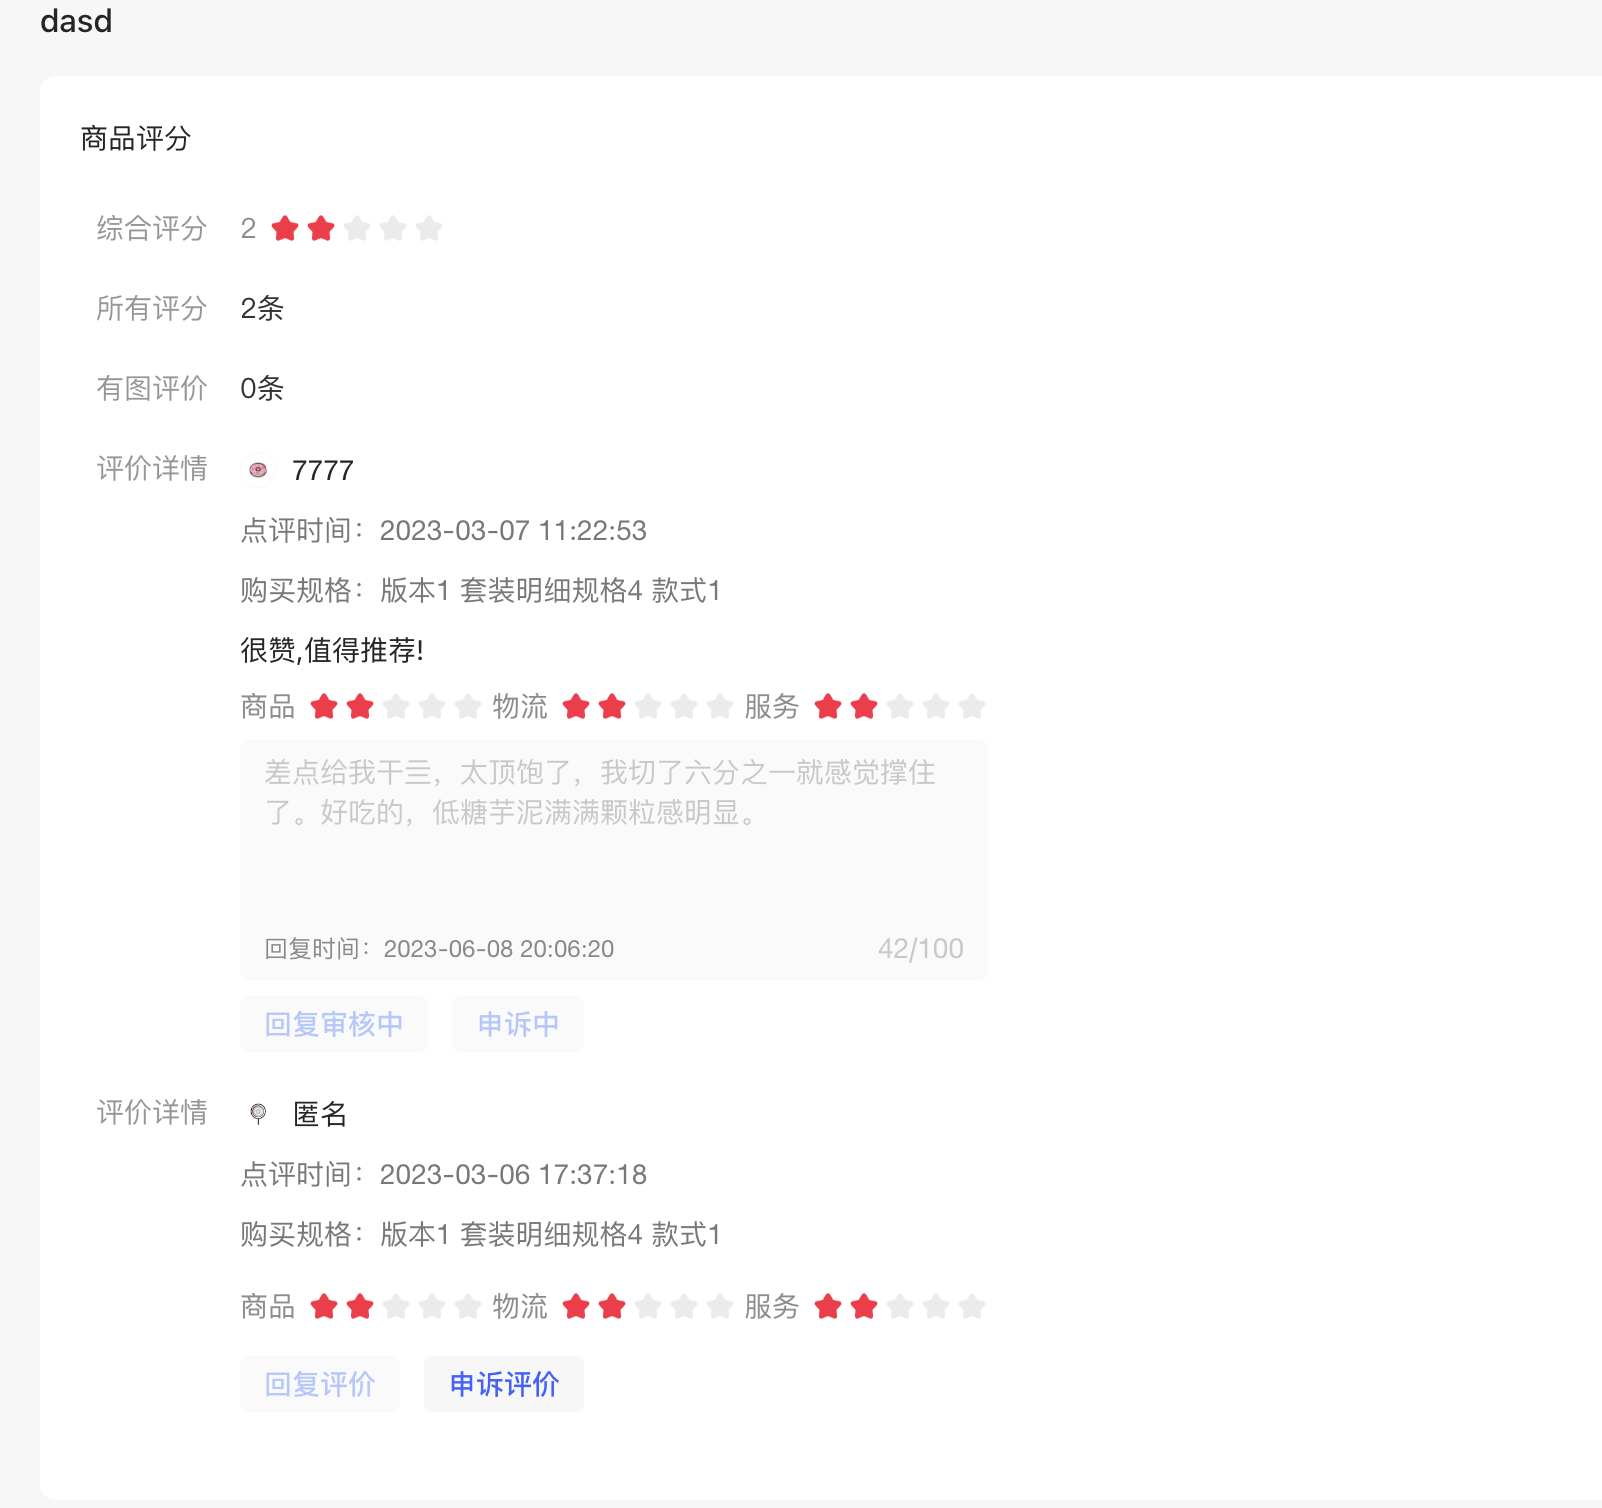 dasd
商品评分
综合评分 2
所有评分 2条
有图评价 0条
评价详情 7777
点评时间：2023-03-07 11:22:53
购买规格：版本1 套装明细规格4 款式1
很赞,值得推荐!
商品 物流 服务
差点给我干亖，太顶饱了，我切了六分之一就感觉撑住
了。好吃的，低糖芋泥满满颗粒感明显。
回复时间：2023-06-08 20:06:20 42/100
回复审核中 申诉中
评价详情 匿名
点评时间：2023-03-06 17:37:18
购买规格：版本1 套装明细规格4 款式1
商品 物流 服务
回复评价 申诉评价